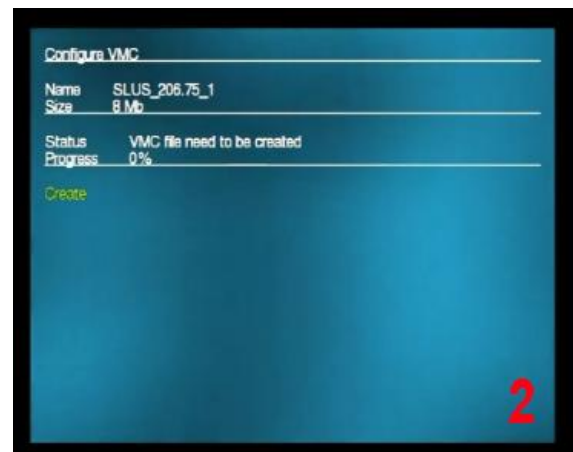 Configure VMC
Name SLUS_206.75_1
Size 8 Mb
Status VMC file need to be created
Progress 0%
Create
2